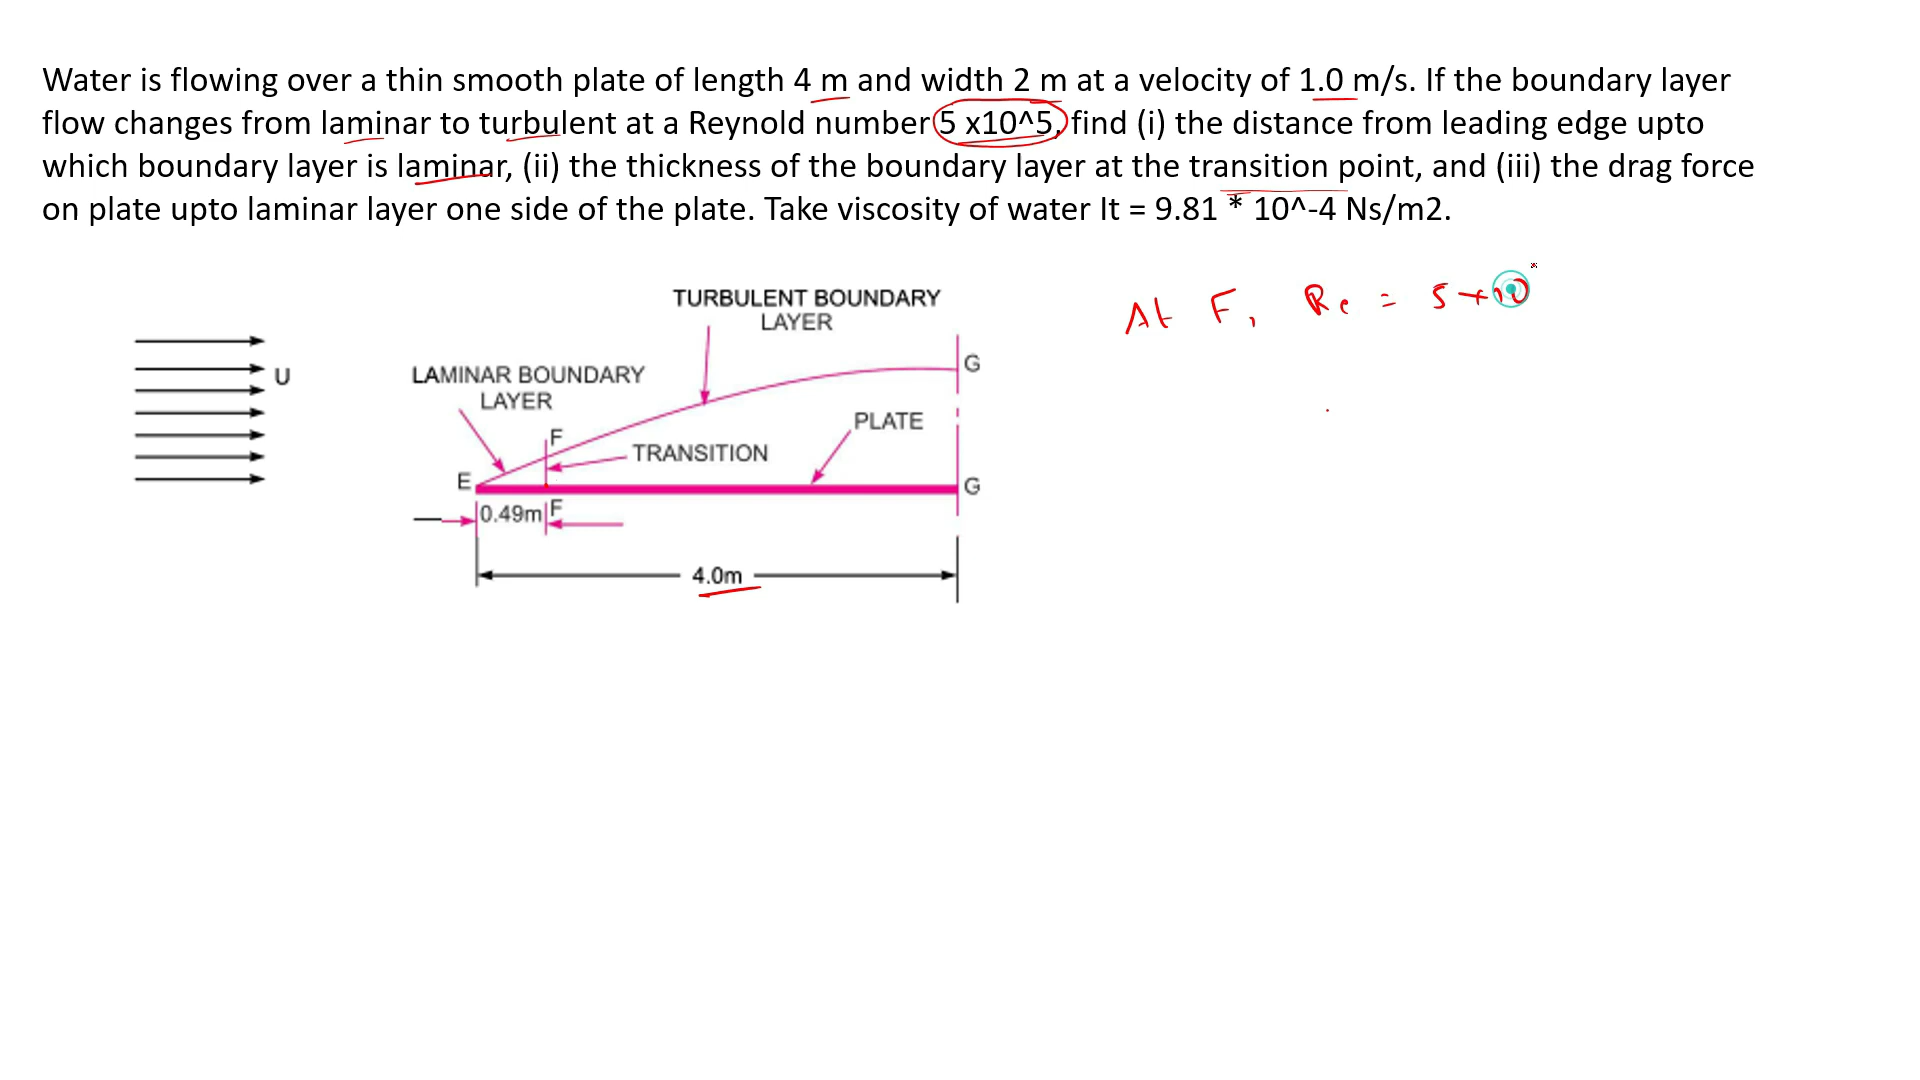 Water is flowing over a thin smooth plate of length 4 m and width 2 m at a velocity of 1.0 m/s. If the boundary layer
flow changes from laminar to turbulent at a Reynold number 5 x10^5, find (i) the distance from leading edge upto
which boundary layer is laminar, (ii) the thickness of the boundary layer at the transition point, and (iii) the drag force
on plate upto laminar layer one side of the plate. Take viscosity of water It = 9.81 * 10^-4 Ns/m2.
At F, Re = 5 × 10
TURBULENT BOUNDARY
LAYER
U
LAMINAR BOUNDARY
LAYER
G
PLATE
F
TRANSITION
E
G
0.49m
F
4.0m